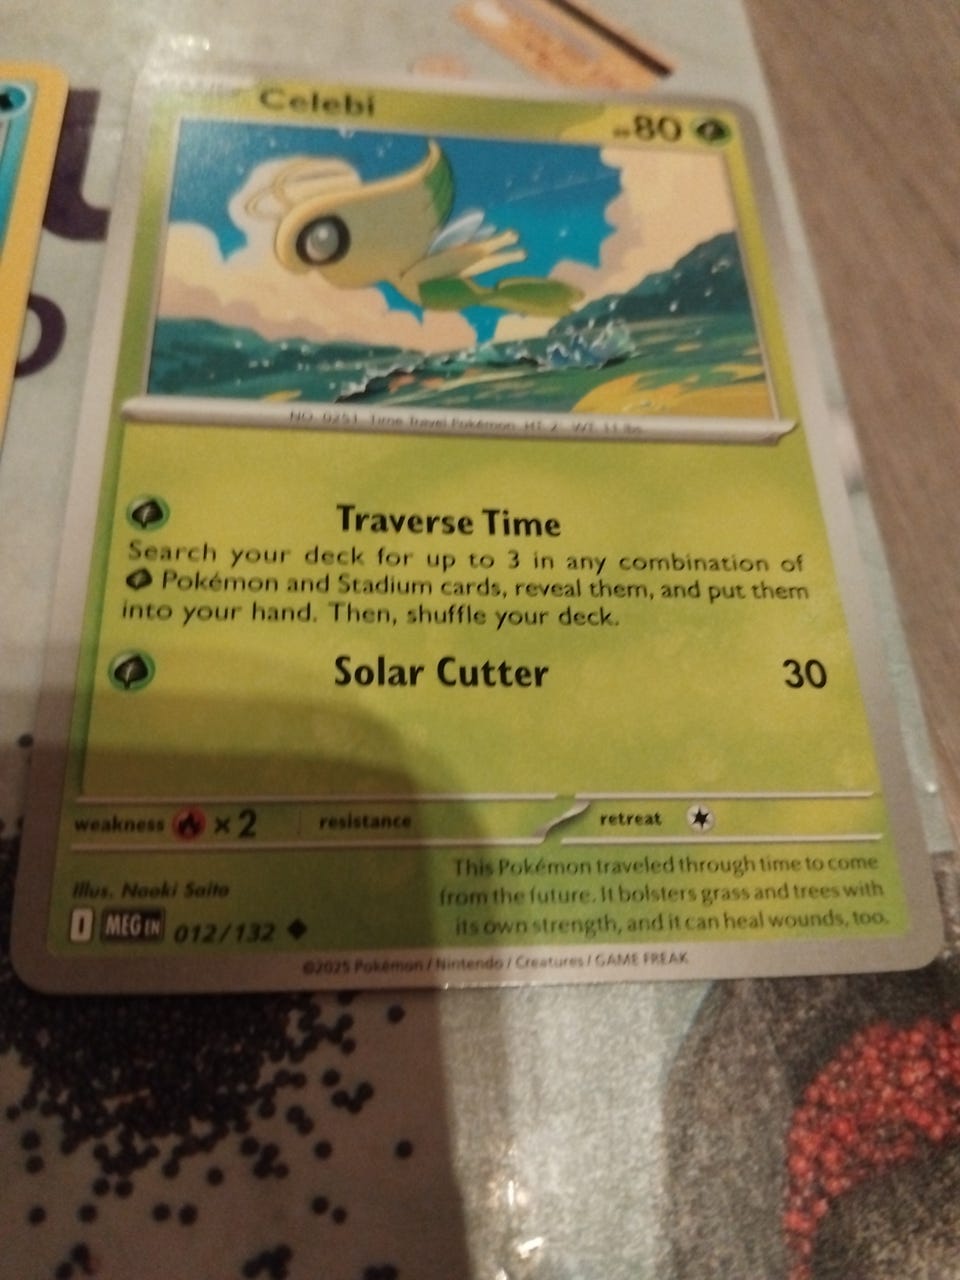 Celebi
HP80
NO. 0251 Time Travel Pokémon HT: 2' WT: 11 lbs
Traverse Time
Search your deck for up to 3 in any combination of
Pokémon and Stadium cards, reveal them, and put them
into your hand. Then, shuffle your deck.
Solar Cutter 30
weakness ×2 resistance retreat
Illus. Naoki Saito
This Pokémon traveled through time to come
from the future. It bolsters grass and trees with
its own strength, and it can heal wounds, too.
I MEG EN 012/132
©2025 Pokémon / Nintendo / Creatures / GAME FREAK